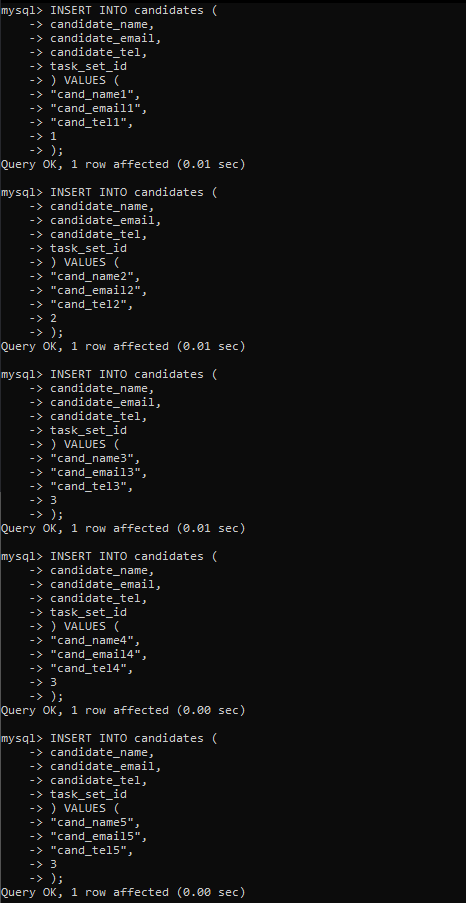 mysql> INSERT INTO candidates (
    -> candidate_name,
    -> candidate_email,
    -> candidate_tel,
    -> task_set_id
    -> ) VALUES (
    -> "cand_name1",
    -> "cand_email1",
    -> "cand_tel1",
    -> 1
    -> );
Query OK, 1 row affected (0.01 sec)

mysql> INSERT INTO candidates (
    -> candidate_name,
    -> candidate_email,
    -> candidate_tel,
    -> task_set_id
    -> ) VALUES (
    -> "cand_name2",
    -> "cand_email2",
    -> "cand_tel2",
    -> 2
    -> );
Query OK, 1 row affected (0.01 sec)

mysql> INSERT INTO candidates (
    -> candidate_name,
    -> candidate_email,
    -> candidate_tel,
    -> task_set_id
    -> ) VALUES (
    -> "cand_name3",
    -> "cand_email3",
    -> "cand_tel3",
    -> 3
    -> );
Query OK, 1 row affected (0.01 sec)

mysql> INSERT INTO candidates (
    -> candidate_name,
    -> candidate_email,
    -> candidate_tel,
    -> task_set_id
    -> ) VALUES (
    -> "cand_name4",
    -> "cand_email4",
    -> "cand_tel4",
    -> 3
    -> );
Query OK, 1 row affected (0.00 sec)

mysql> INSERT INTO candidates (
    -> candidate_name,
    -> candidate_email,
    -> candidate_tel,
    -> task_set_id
    -> ) VALUES (
    -> "cand_name5",
    -> "cand_email5",
    -> "cand_tel5",
    -> 3
    -> );
Query OK, 1 row affected (0.00 sec)